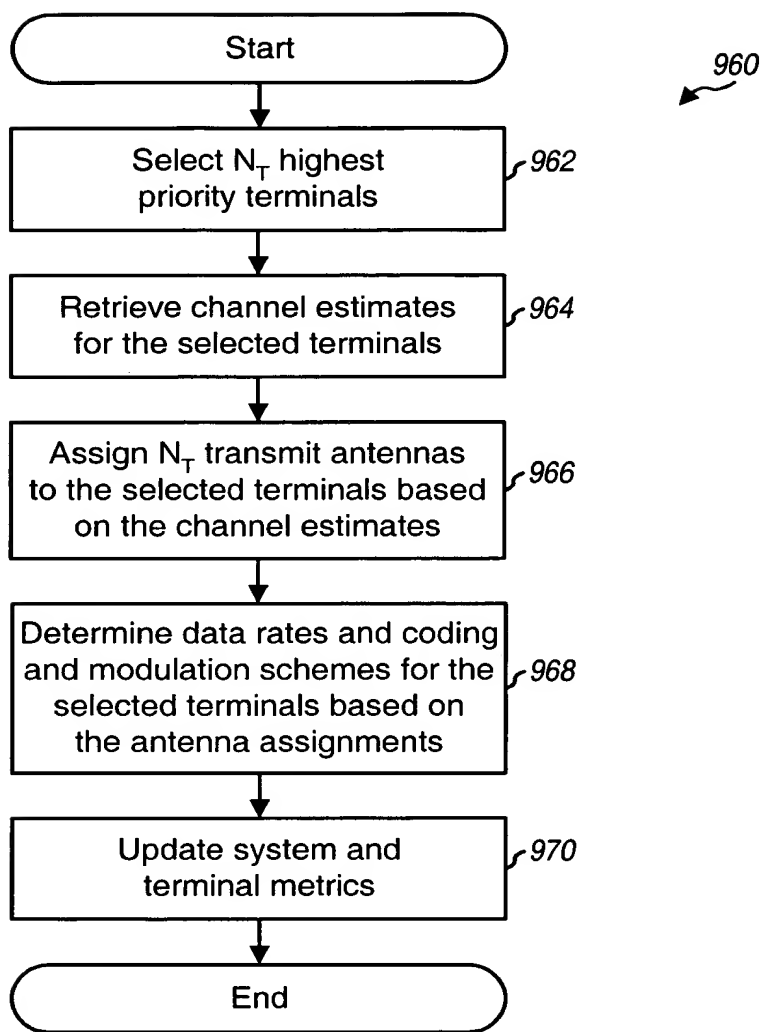 Start
960
Select N_T highest
priority terminals
962
Retrieve channel estimates
for the selected terminals
964
Assign N_T transmit antennas
to the selected terminals based
on the channel estimates
966
Determine data rates and coding
and modulation schemes for the
selected terminals based on
the antenna assignments
968
Update system and
terminal metrics
970
End